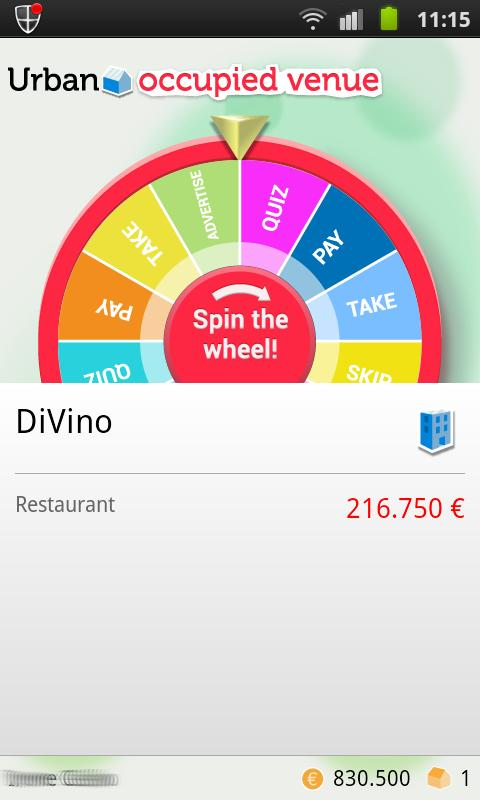 11:15
Urban occupied venue
ADVERTISE
QUIZ
TAKE
PAY
PAY
TAKE
QUIZ
SKIP
Spin the
wheel!
DiVino
Restaurant
216.750 €
€ 830.500 1